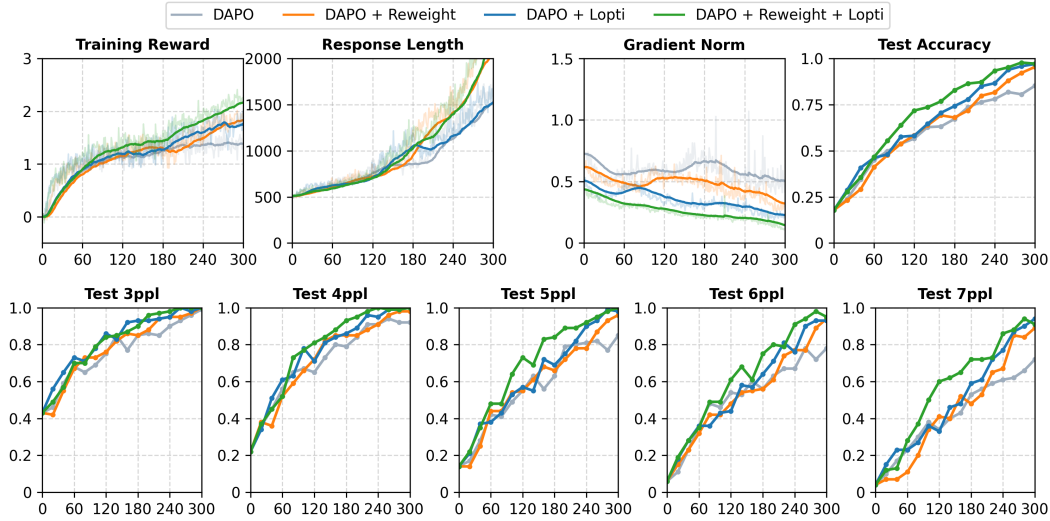 DAPO DAPO + Reweight DAPO + Lopti DAPO + Reweight + Lopti
Training Reward
3
2
1
0
0 60 120 180 240 300
Response Length
2000
1500
1000
500
0
0 60 120 180 240 300
Gradient Norm
1.5
1.0
0.5
0
0 60 120 180 240 300
Test Accuracy
1.0
0.75
0.5
0.25
0
0 60 120 180 240 300
Test 3ppl
1.0
0.8
0.6
0.4
0.2
0
0 60 120 180 240 300
Test 4ppl
1.0
0.8
0.6
0.4
0.2
0
0 60 120 180 240 300
Test 5ppl
1.0
0.8
0.6
0.4
0.2
0
0 60 120 180 240 300
Test 6ppl
1.0
0.8
0.6
0.4
0.2
0
0 60 120 180 240 300
Test 7ppl
1.0
0.8
0.6
0.4
0.2
0
0 60 120 180 240 300